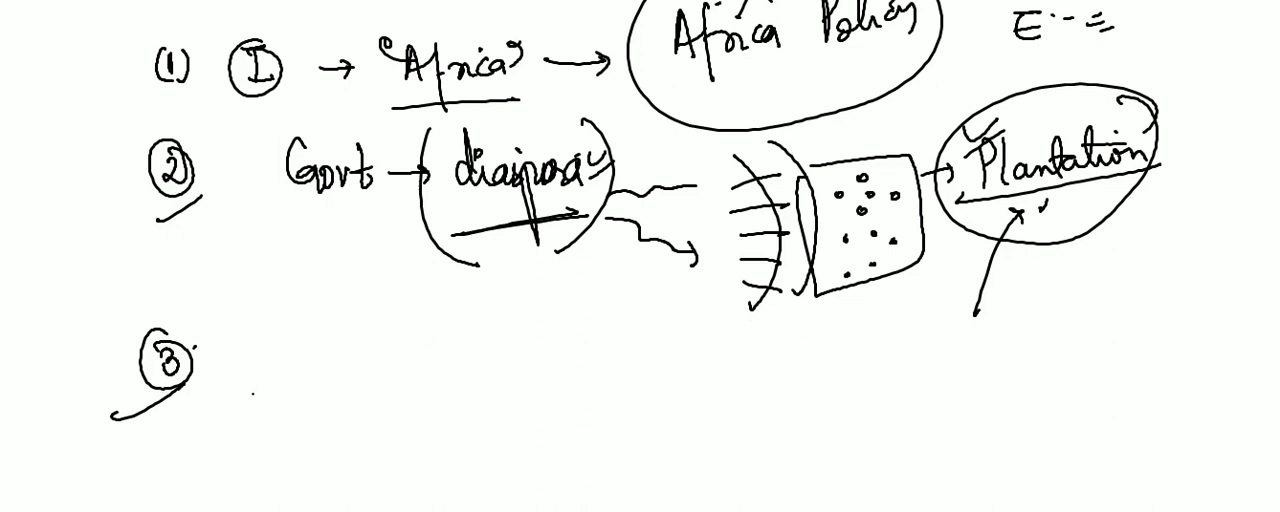 (1) I → "Africa" → Africa Policy
② Govt → (diaspora) → Plantation
③